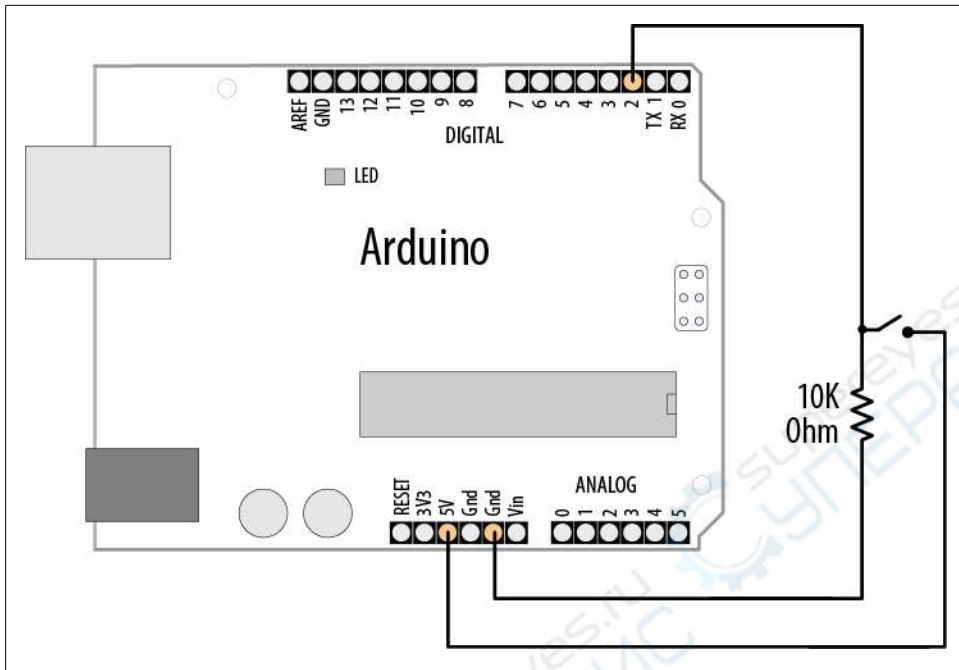 AREF GND 13 12 11 10 9 8 7 6 5 4 3 2 TX 1 RX 0
DIGITAL
LED
Arduino
10K
Ohm
RESET 3V3 5V Gnd Gnd Vin
ANALOG
0 1 2 3 4 5